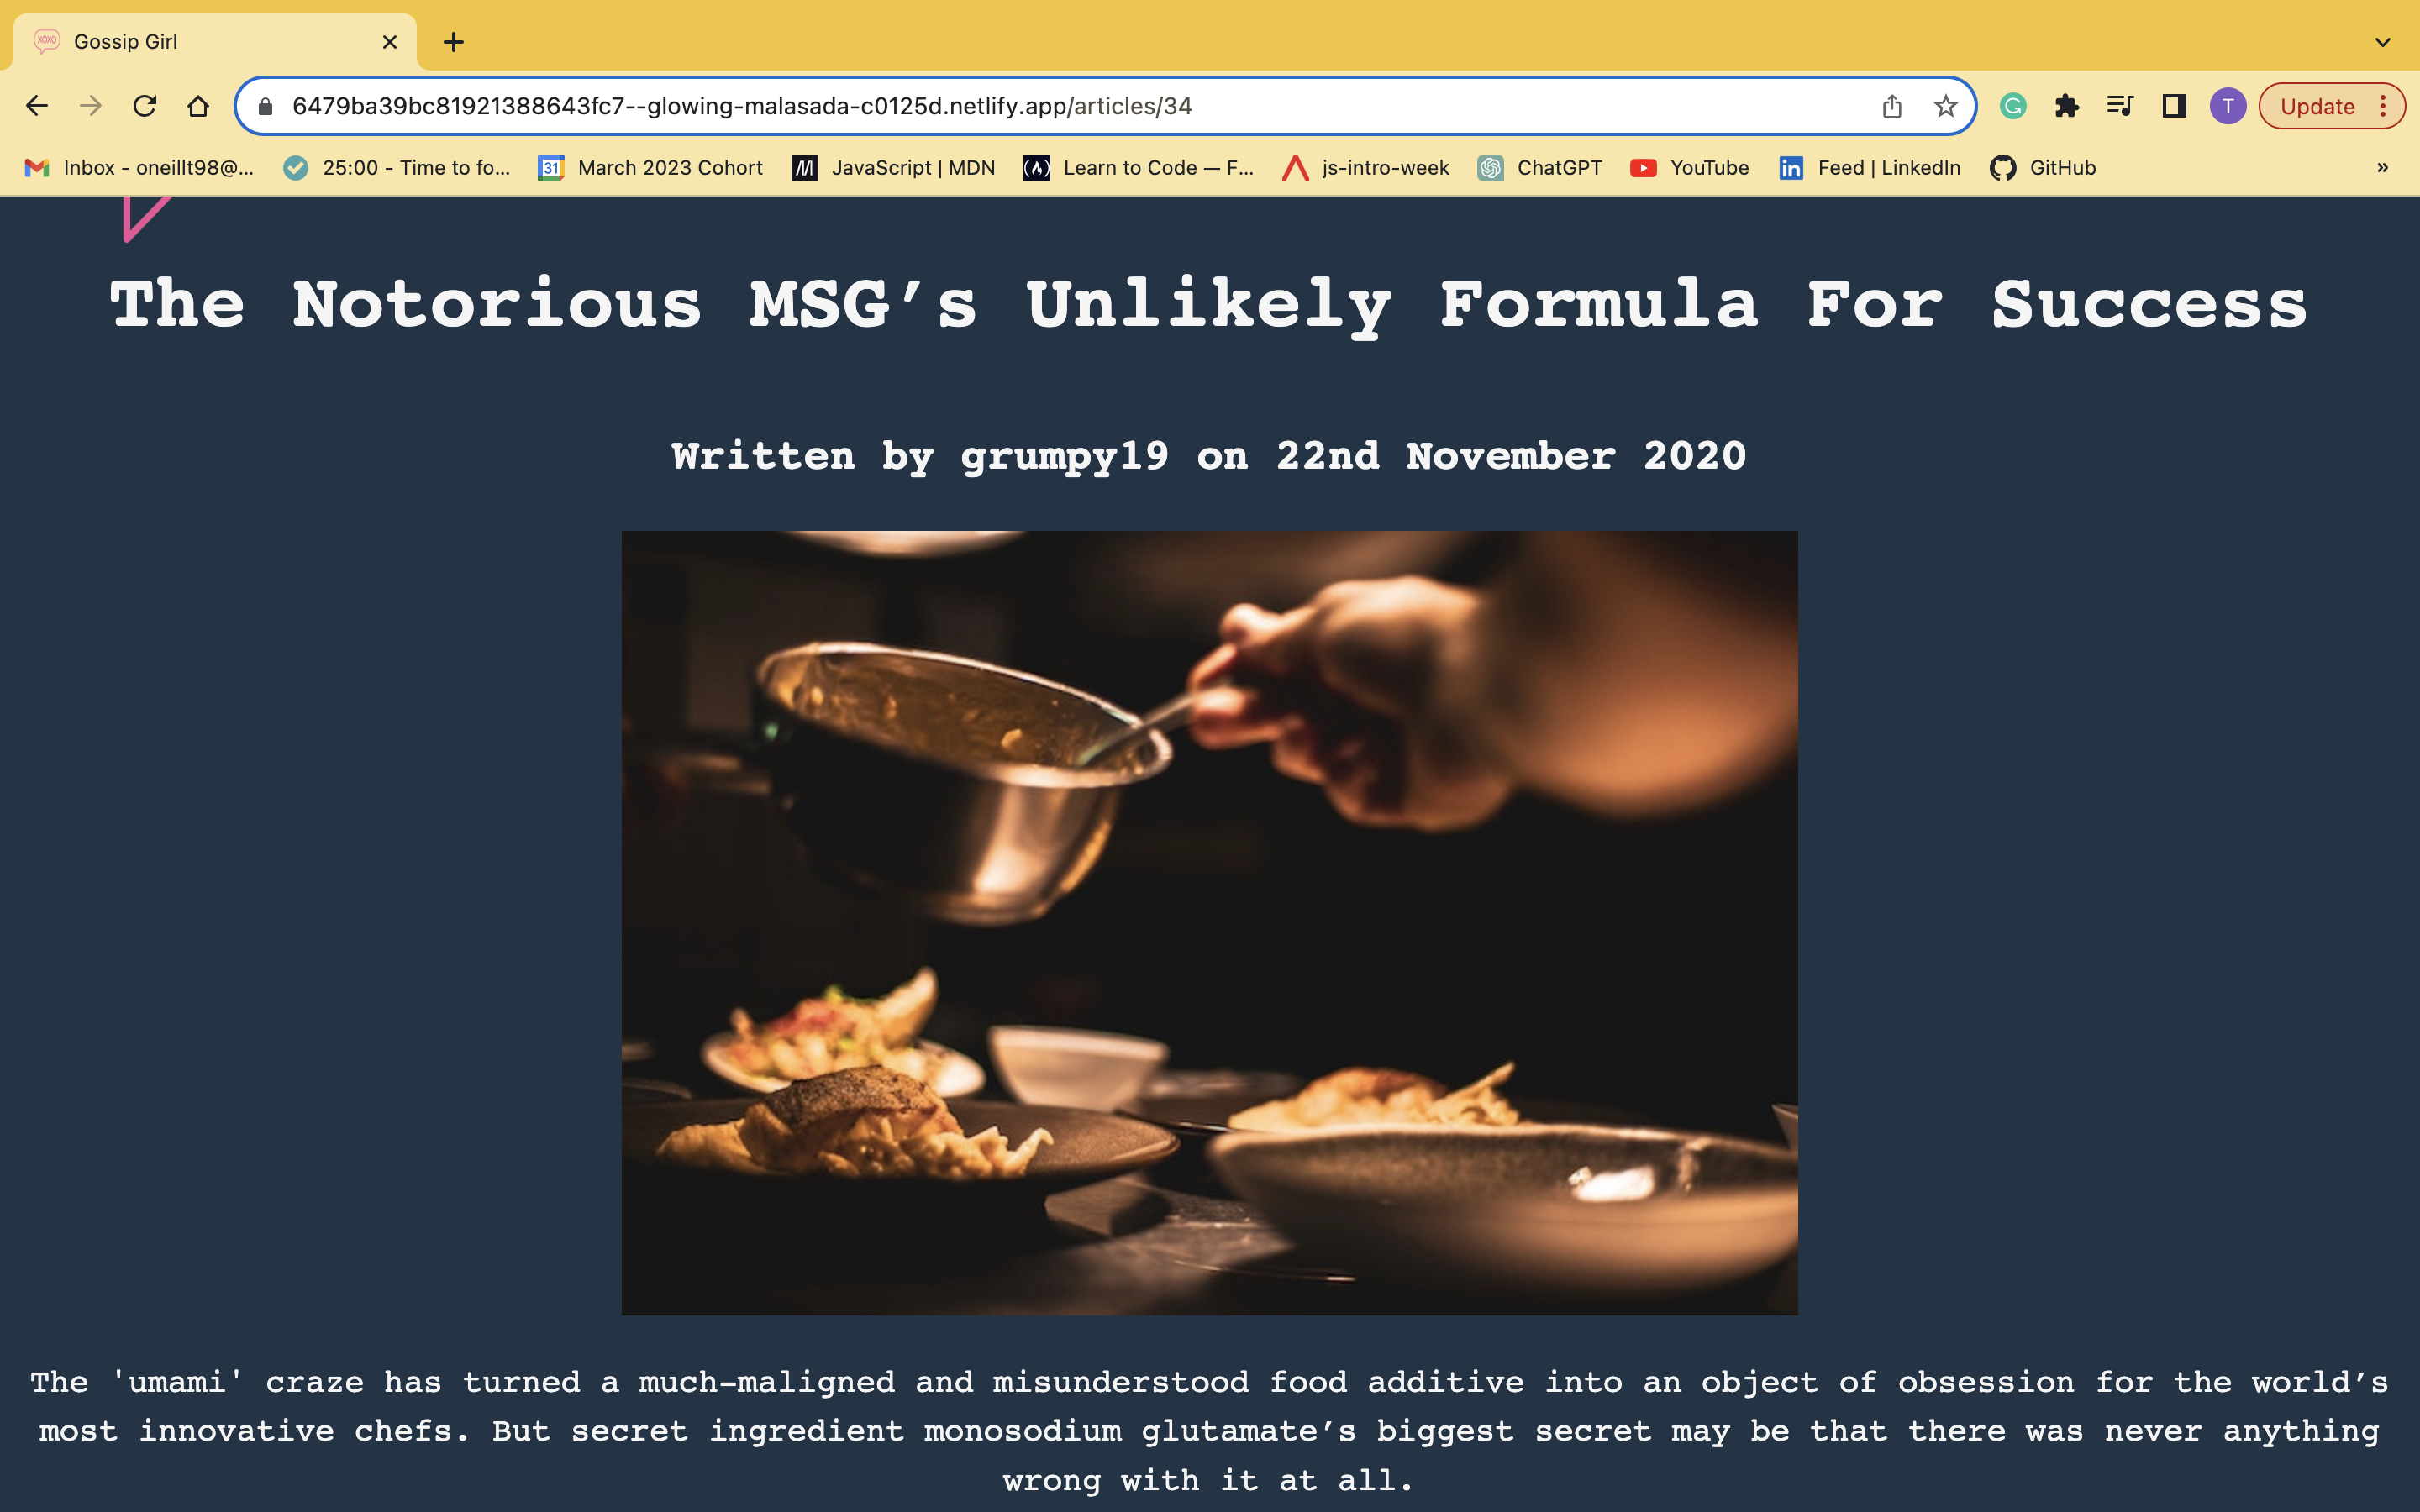 Gossip Girl
6479ba39bc81921388643fc7--glowing-malasada-c0125d.netlify.app/articles/34
T
Update
Inbox - oneillt98@...
25:00 - Time to fo...
31
March 2023 Cohort
JavaScript | MDN
Learn to Code — F...
js-intro-week
ChatGPT
YouTube
in
Feed | LinkedIn
GitHub
»
The Notorious MSG’s Unlikely Formula For Success
Written by grumpy19 on 22nd November 2020
The 'umami' craze has turned a much-maligned and misunderstood food additive into an object of obsession for the world’s
most innovative chefs. But secret ingredient monosodium glutamate’s biggest secret may be that there was never anything
wrong with it at all.